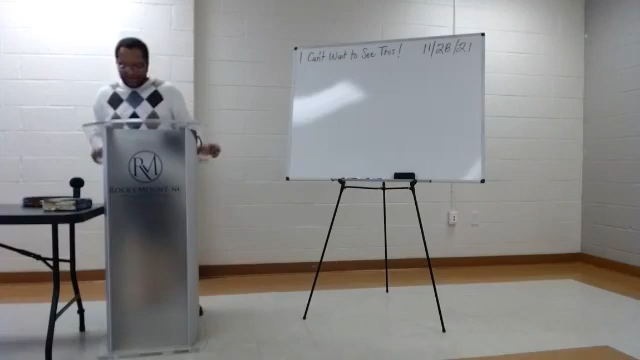 I Can't Wait to See This! 11/28/21
RM
ROCKY MOUNT, NC